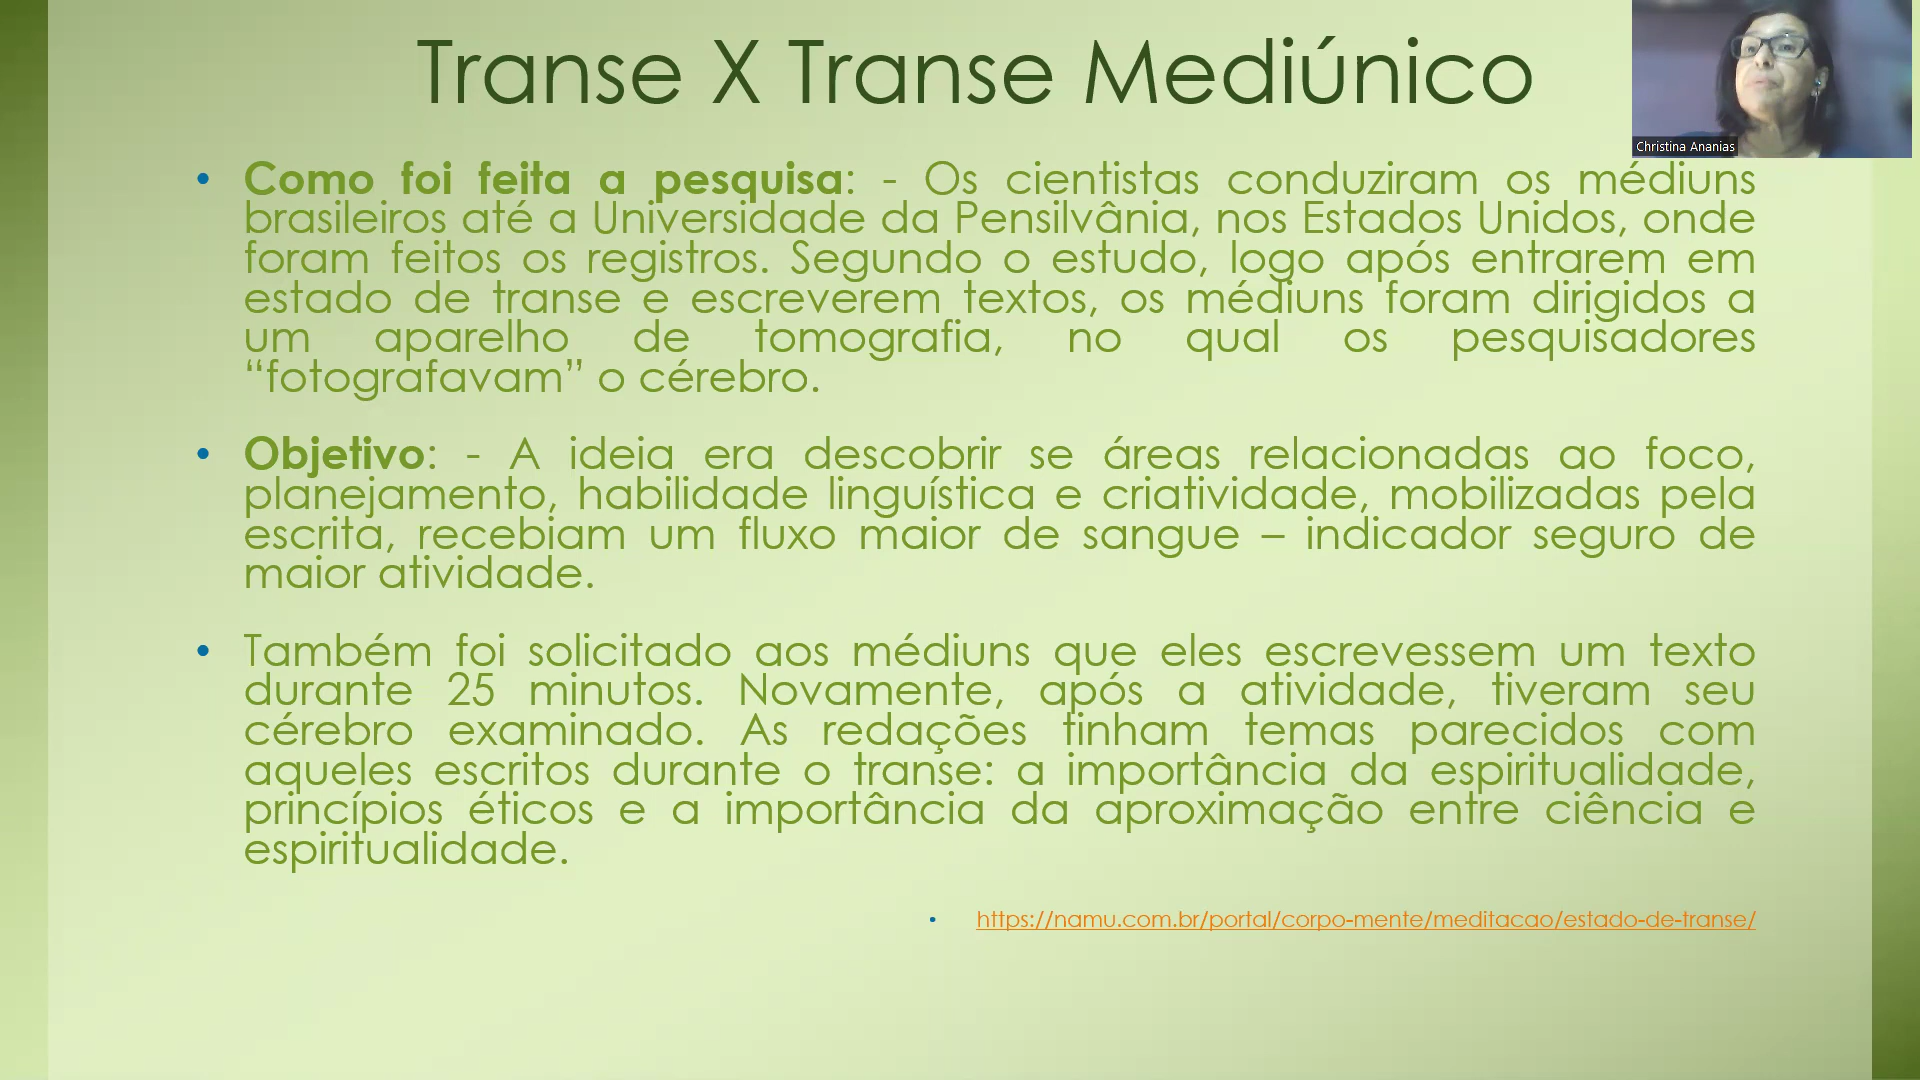 Transe X Transe Mediúnico
Christina Ananias
• Como foi feita a pesquisa: - Os cientistas conduziram os médiuns
brasileiros até a Universidade da Pensilvânia, nos Estados Unidos, onde
foram feitos os registros. Segundo o estudo, logo após entrarem em
estado de transe e escreverem textos, os médiuns foram dirigidos a
um aparelho de tomografia, no qual os pesquisadores
“fotografavam” o cérebro.
• Objetivo: - A ideia era descobrir se áreas relacionadas ao foco,
planejamento, habilidade linguística e criatividade, mobilizadas pela
escrita, recebiam um fluxo maior de sangue – indicador seguro de
maior atividade.
• Também foi solicitado aos médiuns que eles escrevessem um texto
durante 25 minutos. Novamente, após a atividade, tiveram seu
cérebro examinado. As redações tinham temas parecidos com
aqueles escritos durante o transe: a importância da espiritualidade,
princípios éticos e a importância da aproximação entre ciência e
espiritualidade.
• https://namu.com.br/portal/corpo-mente/meditacao/estado-de-transe/